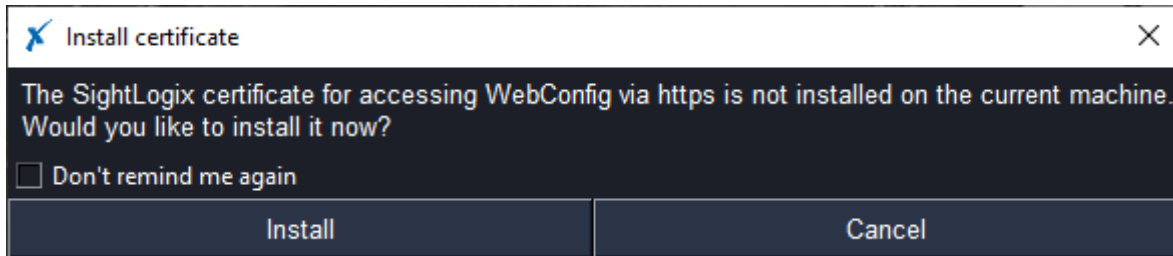 Install certificate
The SightLogix certificate for accessing WebConfig via https is not installed on the current machine.
Would you like to install it now?
Don't remind me again
Install
Cancel